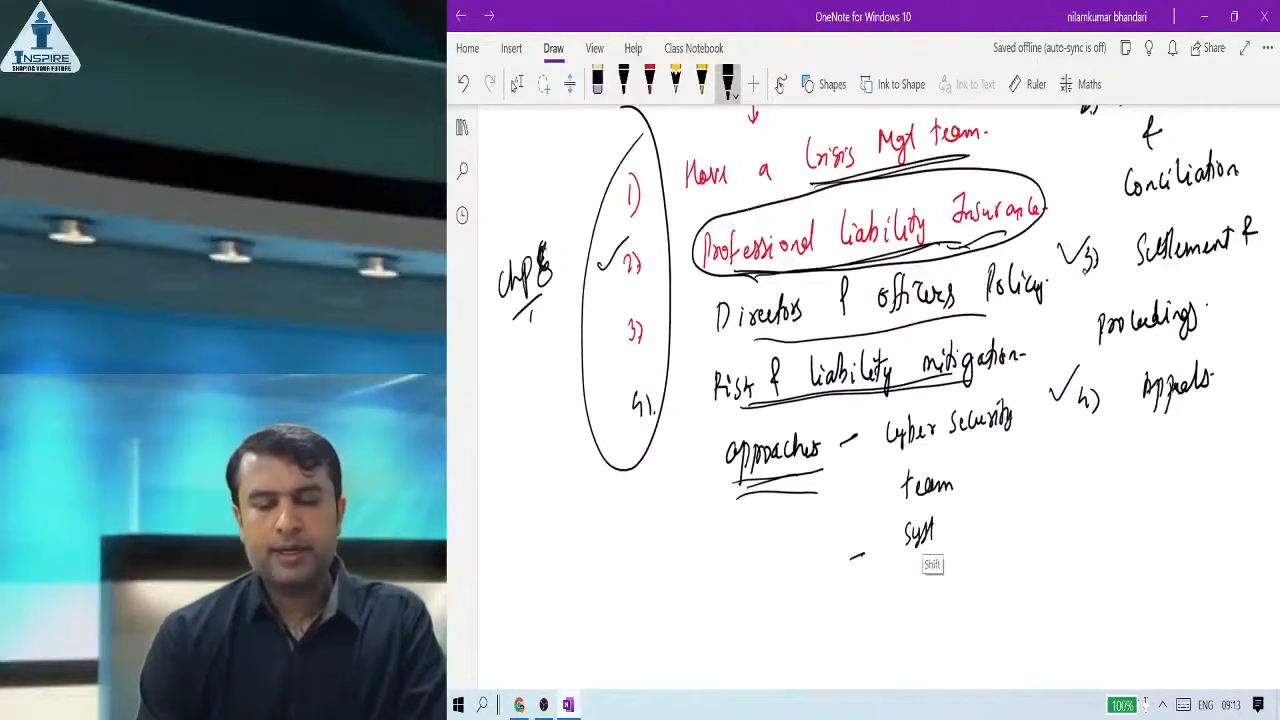 INSPIRE
SHAPING YOUR FUTURE
OneNote for Windows 10
nilamkumar bhandari
Home Insert Draw View Help Class Notebook
Saved offline (auto-sync is off)
Share
Shapes
Ink to Shape
Ink to Text
Ruler
Maths
chp 8
1) Have a Crisis Mgt team.
2) Professional liability Insurance
3) Directors & officers Policy.
4). Risk & liability mitigation-
approaches - Cyber security
team
- syst
Shift
&
Conciliation
3) Settlement &
Proceedings.
4) Appeals.
100%
ENG
09:13